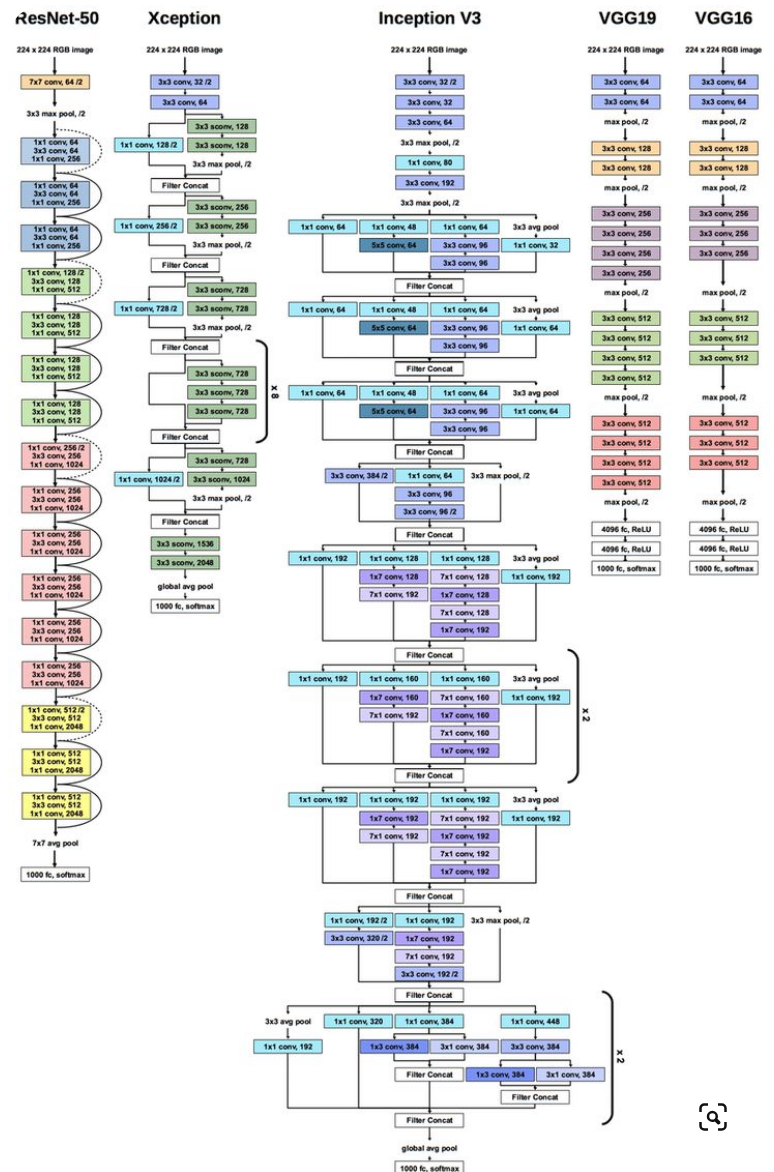 ResNet-50
224 x 224 RGB image
7x7 conv, 64 /2
3x3 max pool, /2
1x1 conv, 64
3x3 conv, 64
1x1 conv, 256
1x1 conv, 64
3x3 conv, 64
1x1 conv, 256
1x1 conv, 64
3x3 conv, 64
1x1 conv, 256
1x1 conv, 128 /2
3x3 conv, 128
1x1 conv, 512
1x1 conv, 128
3x3 conv, 128
1x1 conv, 512
1x1 conv, 128
3x3 conv, 128
1x1 conv, 512
1x1 conv, 128
3x3 conv, 128
1x1 conv, 512
1x1 conv, 256 /2
3x3 conv, 256
1x1 conv, 1024
1x1 conv, 256
3x3 conv, 256
1x1 conv, 1024
1x1 conv, 256
3x3 conv, 256
1x1 conv, 1024
1x1 conv, 256
3x3 conv, 256
1x1 conv, 1024
1x1 conv, 256
3x3 conv, 256
1x1 conv, 1024
1x1 conv, 256
3x3 conv, 256
1x1 conv, 1024
1x1 conv, 512 /2
3x3 conv, 512
1x1 conv, 2048
1x1 conv, 512
3x3 conv, 512
1x1 conv, 2048
1x1 conv, 512
3x3 conv, 512
1x1 conv, 2048
7x7 avg pool
1000 fc, softmax
Xception
224 x 224 RGB image
3x3 conv, 32 /2
3x3 conv, 64
3x3 sconv, 128
1x1 conv, 128 /2 3x3 sconv, 128
3x3 max pool, /2
Filter Concat
3x3 sconv, 256
1x1 conv, 256 /2 3x3 sconv, 256
3x3 max pool, /2
Filter Concat
3x3 sconv, 728
1x1 conv, 728 /2 3x3 sconv, 728
3x3 max pool, /2
Filter Concat
3x3 sconv, 728
3x3 sconv, 728
3x3 sconv, 728
x 8
Filter Concat
3x3 sconv, 728
1x1 conv, 1024 /2 3x3 sconv, 1024
3x3 max pool, /2
Filter Concat
3x3 sconv, 1536
3x3 sconv, 2048
global avg pool
1000 fc, softmax
Inception V3
224 x 224 RGB image
3x3 conv, 32 /2
3x3 conv, 32
3x3 conv, 64
3x3 max pool, /2
1x1 conv, 80
3x3 conv, 192
3x3 max pool, /2
1x1 conv, 64 1x1 conv, 48 1x1 conv, 64 3x3 avg pool
5x5 conv, 64 3x3 conv, 96 1x1 conv, 32
3x3 conv, 96
Filter Concat
1x1 conv, 64 1x1 conv, 48 1x1 conv, 64 3x3 avg pool
5x5 conv, 64 3x3 conv, 96 1x1 conv, 64
3x3 conv, 96
Filter Concat
1x1 conv, 64 1x1 conv, 48 1x1 conv, 64 3x3 avg pool
5x5 conv, 64 3x3 conv, 96 1x1 conv, 64
3x3 conv, 96
Filter Concat
3x3 conv, 384 /2 1x1 conv, 64 3x3 max pool, /2
3x3 conv, 96
3x3 conv, 96 /2
Filter Concat
1x1 conv, 192 1x1 conv, 128 1x1 conv, 128 3x3 avg pool
1x7 conv, 128 7x1 conv, 128 1x1 conv, 192
7x1 conv, 192 1x7 conv, 128
7x1 conv, 128
1x7 conv, 192
Filter Concat
1x1 conv, 192 1x1 conv, 160 1x1 conv, 160 3x3 avg pool
1x7 conv, 160 7x1 conv, 160 1x1 conv, 192
7x1 conv, 192 1x7 conv, 160
7x1 conv, 160
1x7 conv, 192
x 2
Filter Concat
1x1 conv, 192 1x1 conv, 192 1x1 conv, 192 3x3 avg pool
1x7 conv, 192 7x1 conv, 192 1x1 conv, 192
7x1 conv, 192 1x7 conv, 192
7x1 conv, 192
1x7 conv, 192
Filter Concat
1x1 conv, 192 /2 1x1 conv, 192 3x3 max pool, /2
3x3 conv, 320 /2 1x7 conv, 192
7x1 conv, 192
3x3 conv, 192 /2
Filter Concat
3x3 avg pool 1x1 conv, 320 1x1 conv, 384 1x1 conv, 448
1x1 conv, 192 1x3 conv, 384 3x1 conv, 384 3x3 conv, 384
Filter Concat 1x3 conv, 384 3x1 conv, 384
Filter Concat
x 2
Filter Concat
global avg pool
1000 fc, softmax
VGG19
224 x 224 RGB image
3x3 conv, 64
3x3 conv, 64
max pool, /2
3x3 conv, 128
3x3 conv, 128
max pool, /2
3x3 conv, 256
3x3 conv, 256
3x3 conv, 256
3x3 conv, 256
max pool, /2
3x3 conv, 512
3x3 conv, 512
3x3 conv, 512
3x3 conv, 512
max pool, /2
3x3 conv, 512
3x3 conv, 512
3x3 conv, 512
3x3 conv, 512
max pool, /2
4096 fc, ReLU
4096 fc, ReLU
1000 fc, softmax
VGG16
224 x 224 RGB image
3x3 conv, 64
3x3 conv, 64
max pool, /2
3x3 conv, 128
3x3 conv, 128
max pool, /2
3x3 conv, 256
3x3 conv, 256
3x3 conv, 256
max pool, /2
3x3 conv, 512
3x3 conv, 512
3x3 conv, 512
max pool, /2
3x3 conv, 512
3x3 conv, 512
3x3 conv, 512
max pool, /2
4096 fc, ReLU
4096 fc, ReLU
1000 fc, softmax